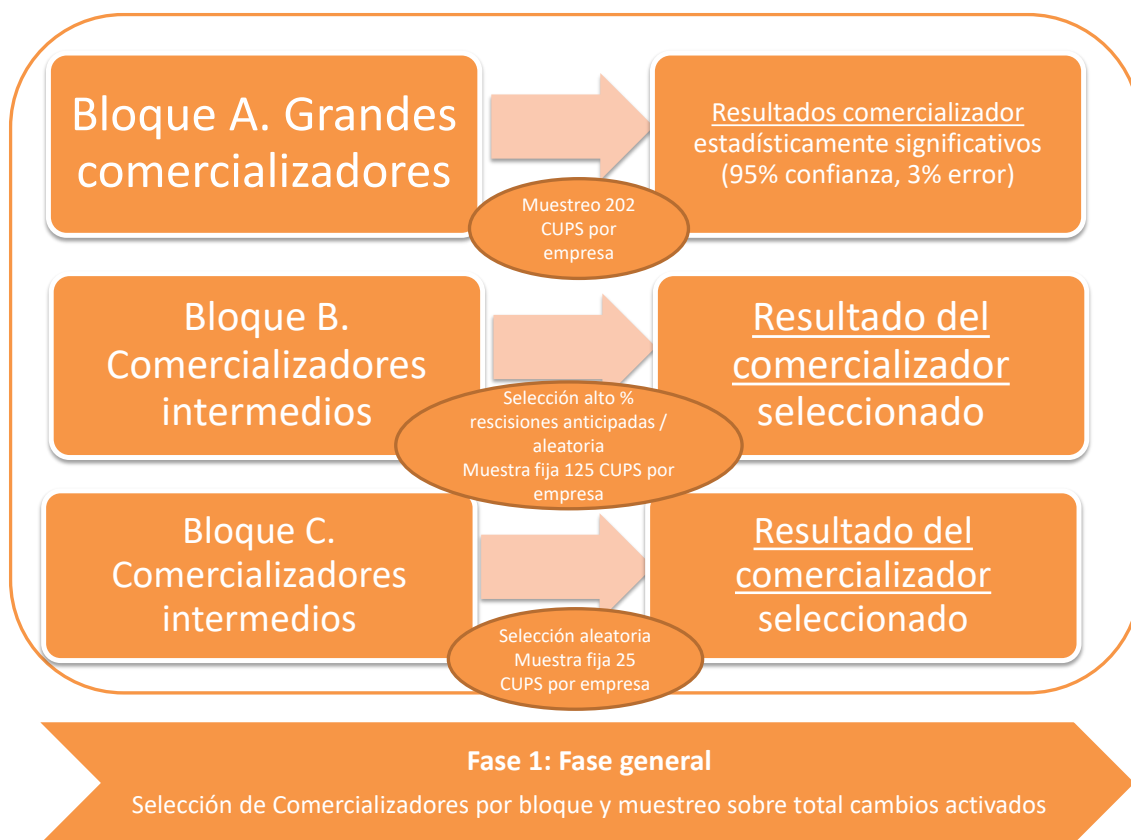 Bloque A. Grandes
comercializadores
Muestreo 202
CUPS por
empresa
Resultados comercializador
estadísticamente significativos
(95% confianza, 3% error)
Bloque B.
Comercializadores
intermedios
Selección alto %
rescisiones anticipadas /
aleatoria
Muestra fija 125 CUPS por
empresa
Resultado del
comercializador
seleccionado
Bloque C.
Comercializadores
intermedios
Selección aleatoria
Muestra fija 25
CUPS por empresa
Resultado del
comercializador
seleccionado
Fase 1: Fase general
Selección de Comercializadores por bloque y muestreo sobre total cambios activados